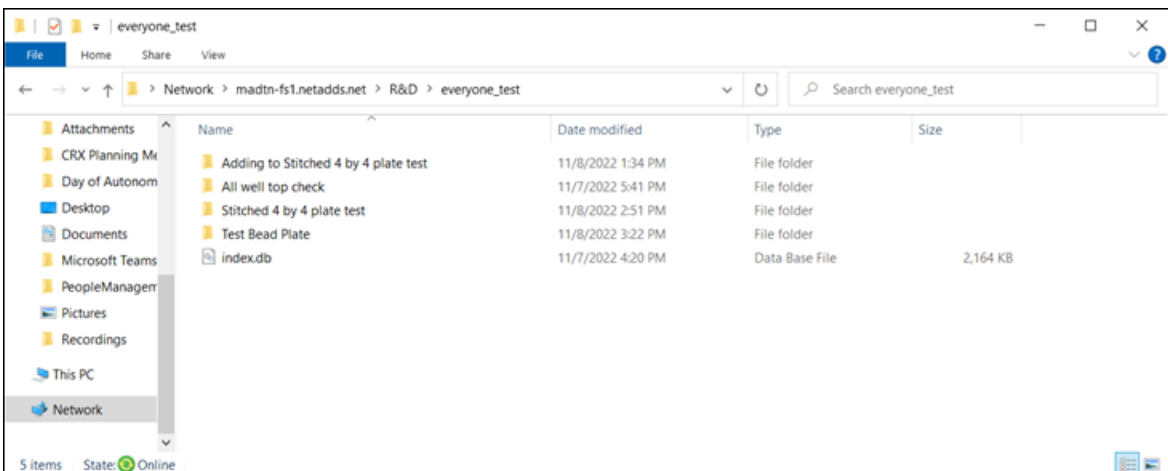 everyone_test
File Home Share View
Network > madtn-fs1.netadds.net > R&D > everyone_test
Search everyone_test
Name Date modified Type Size
Attachments
CRX Planning Me
Day of Autonom
Desktop
Documents
Microsoft Teams
PeopleManagem
Pictures
Recordings
This PC
Network
Adding to Stitched 4 by 4 plate test 11/8/2022 1:34 PM File folder
All well top check 11/7/2022 5:41 PM File folder
Stitched 4 by 4 plate test 11/8/2022 2:51 PM File folder
Test Bead Plate 11/8/2022 3:22 PM File folder
index.db 11/7/2022 4:20 PM Data Base File 2,164 KB
5 items State: Online